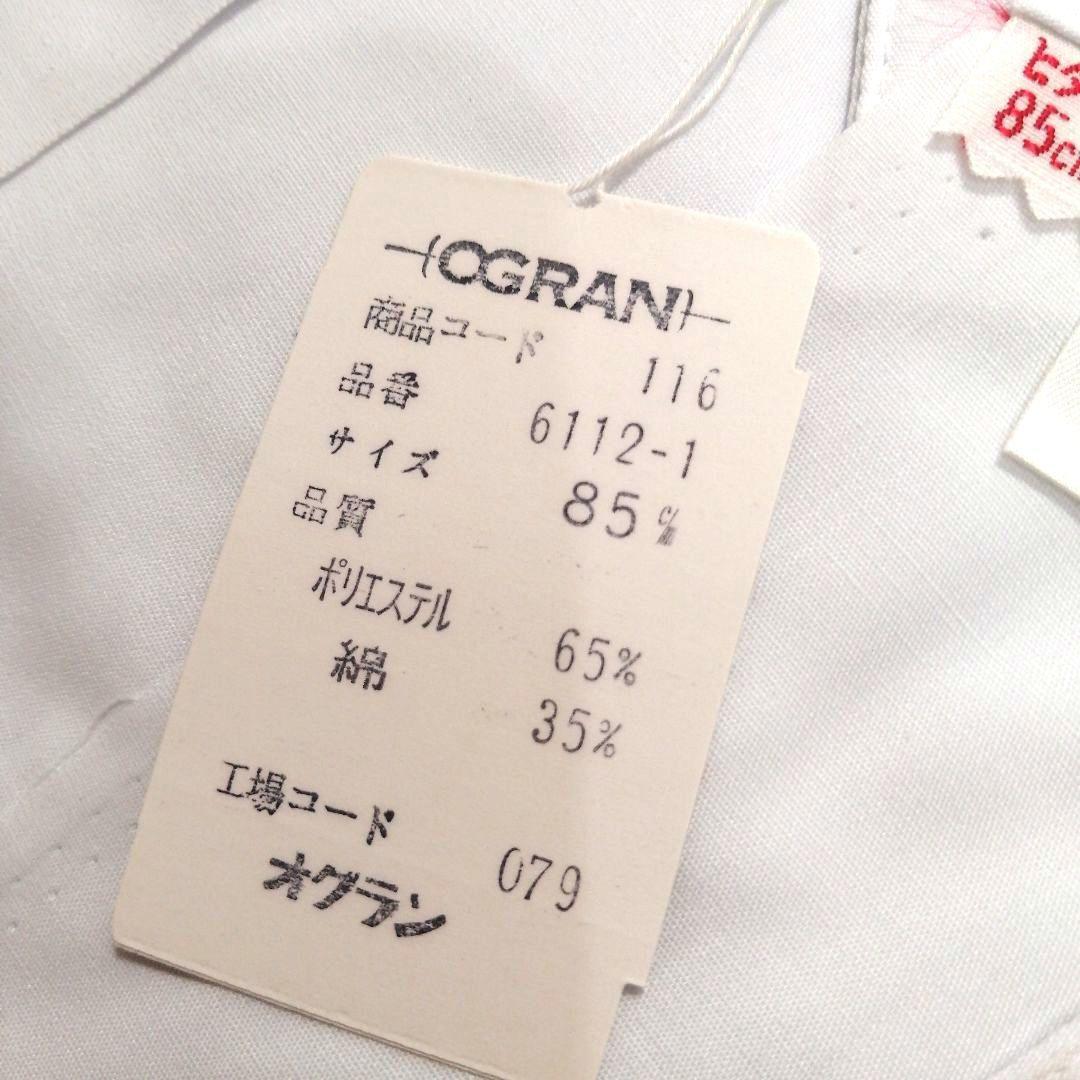 OGRAN
商品コード 116
品番 6112-1
サイズ 85㎝
品質
ポリエステル 65%
綿 35%
工場コード 079
オグラン
85cm